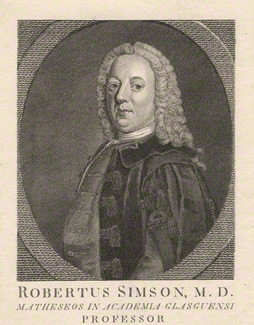 ROBERTUS SIMSON, M. D.
MATHESEOS IN ACADEMIA GLASGUENSI
PROFESSOR